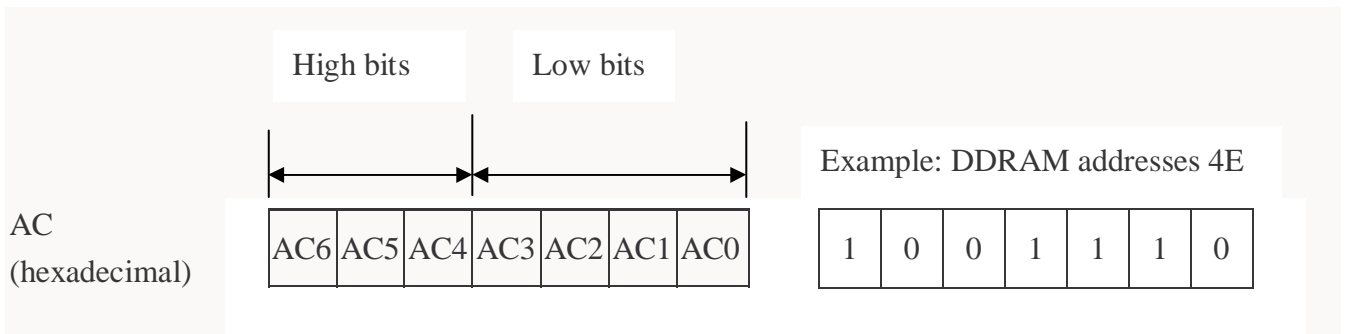 High bits Low bits
Example: DDRAM addresses 4E
AC
(hexadecimal)
AC6 AC5 AC4 AC3 AC2 AC1 AC0 1 0 0 1 1 1 0